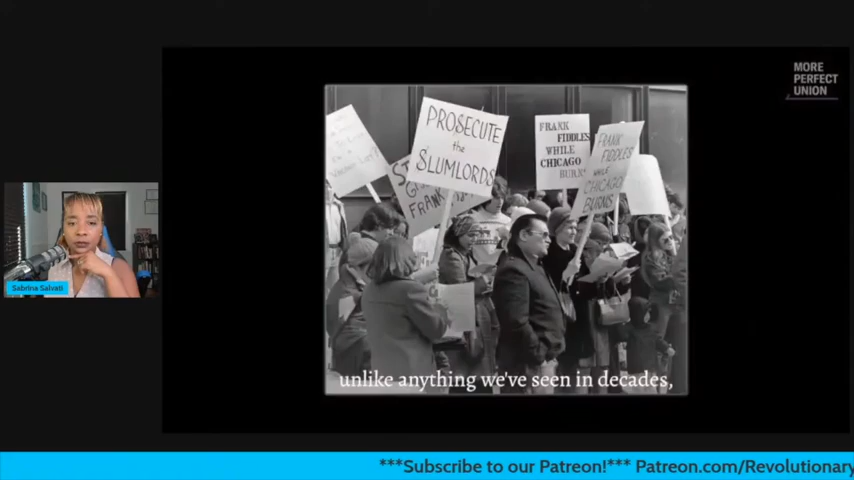 MORE
PERFECT
UNION
PROSECUTE
the
SLUMLORDS
FRANK
FIDDLES
WHILE
CHICAGO
BURNS
FRANK
FIDDLES
WHILE
CHICAGO
BURNS
FRANK
Sabrina Salvati
unlike anything we've seen in decades,
***Subscribe to our Patreon!*** Patreon.com/Revolutionary